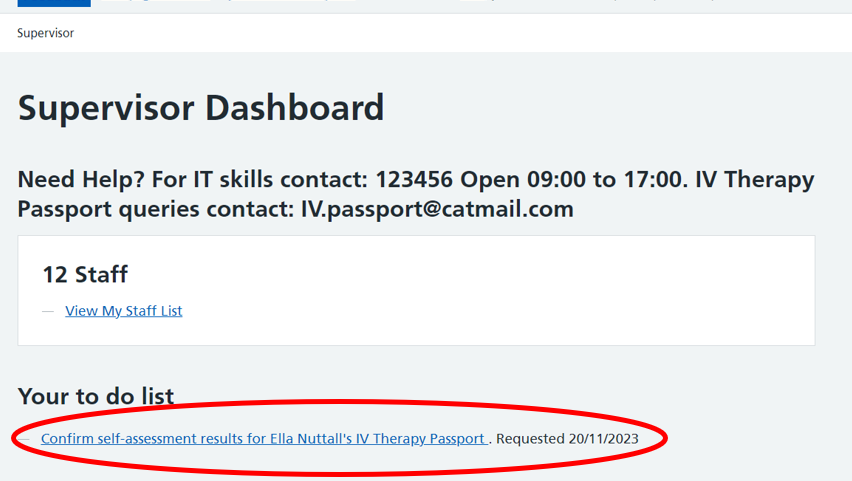 Supervisor
Supervisor Dashboard
Need Help? For IT skills contact: 123456 Open 09:00 to 17:00. IV Therapy
Passport queries contact: IV.passport@catmail.com
12 Staff
— View My Staff List
Your to do list
— Confirm self-assessment results for Ella Nuttall's IV Therapy Passport . Requested 20/11/2023